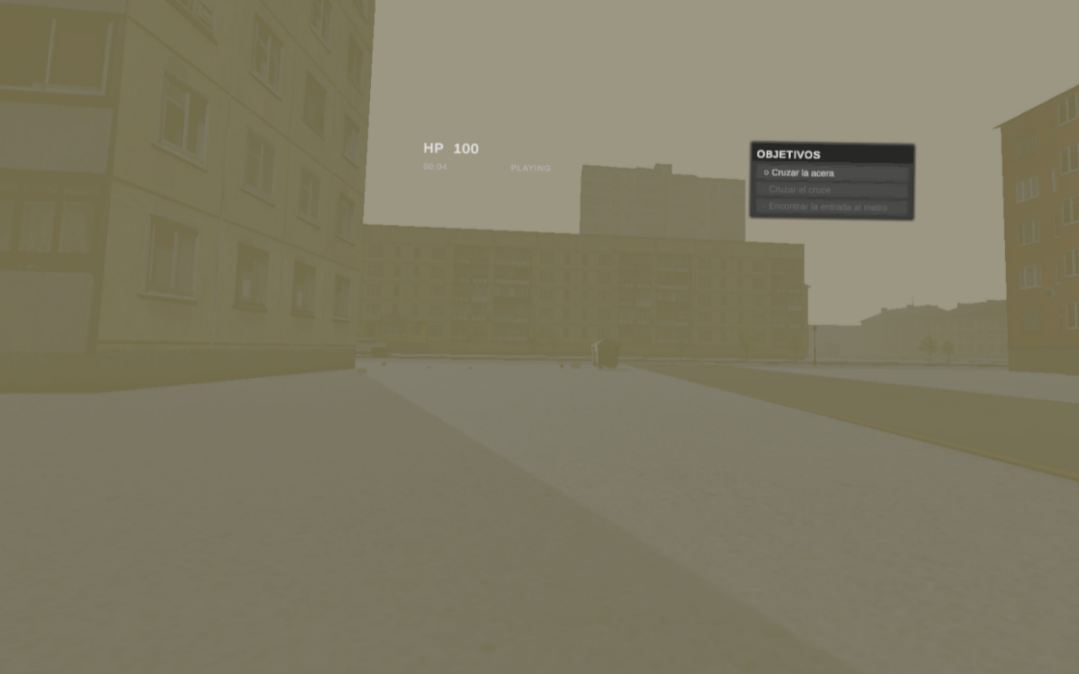 HP 100
00:04 PLAYING
OBJETIVOS
o Cruzar la acera
Cruzar el cruce
Encontrar la entrada al metro